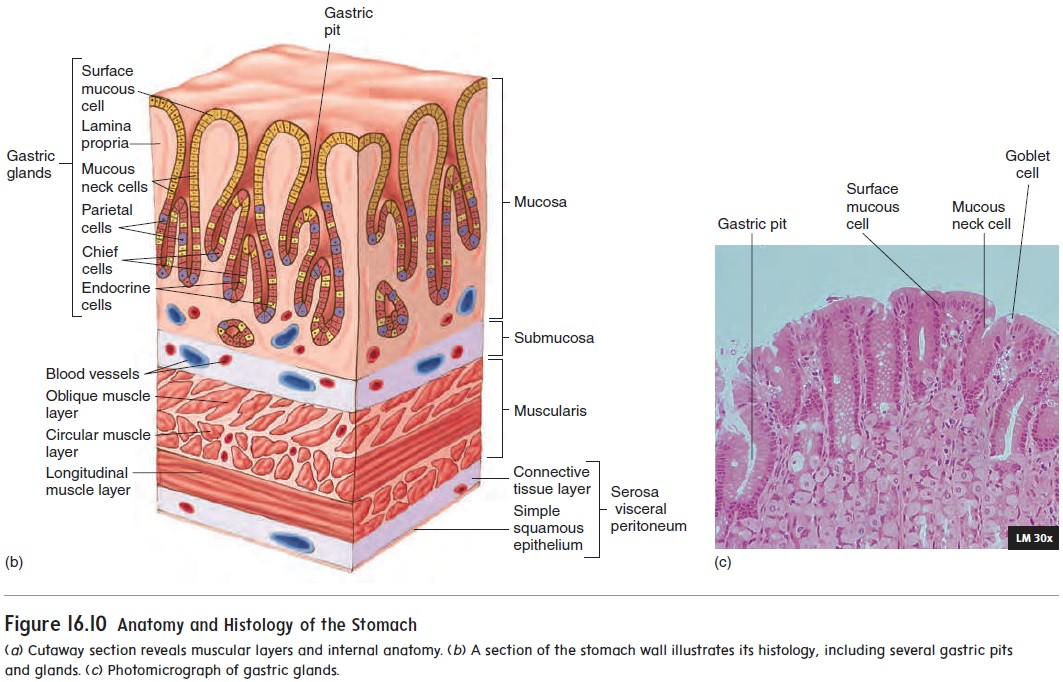 Gastric
pit
(b)
Surface
mucous
cell
Lamina
propria
Gastric
glands
Mucous
neck cells
Parietal
cells
Chief
cells
Endocrine
cells
Blood vessels
Oblique muscle
layer
Circular muscle
layer
Longitudinal
muscle layer
Mucosa
Submucosa
Muscularis
Connective
tissue layer
Simple
squamous
epithelium
Serosa
visceral
peritoneum
Gastric pit
Surface
mucous
cell
Mucous
neck cell
Goblet
cell
LM 30x
(b)
(c)
Figure 16.10 Anatomy and Histology of the Stomach
(a) Cutaway section reveals muscular layers and internal anatomy. (b) A section of the stomach wall illustrates its histology, including several gastric pits
and glands. (c) Photomicrograph of gastric glands.